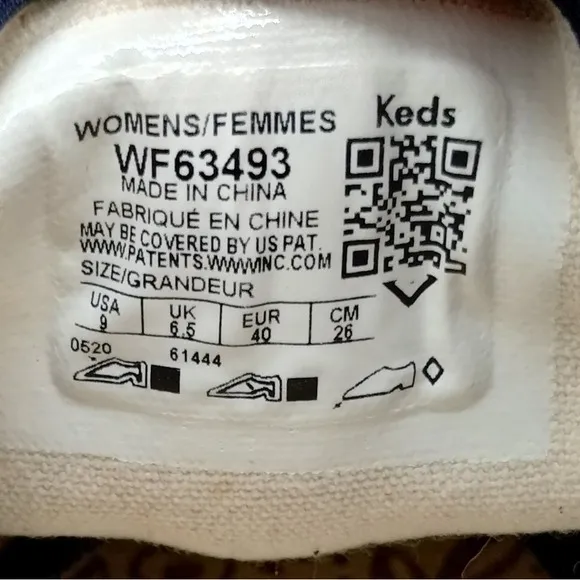 Keds
WOMENS/FEMMES
WF63493
MADE IN CHINA
FABRIQUÉ EN CHINE
MAY BE COVERED BY US PAT.
WWW.PATENTS.WWWINC.COM
SIZE/GRANDEUR
USA UK EUR CM
9 6.5 40 26
0520 61444